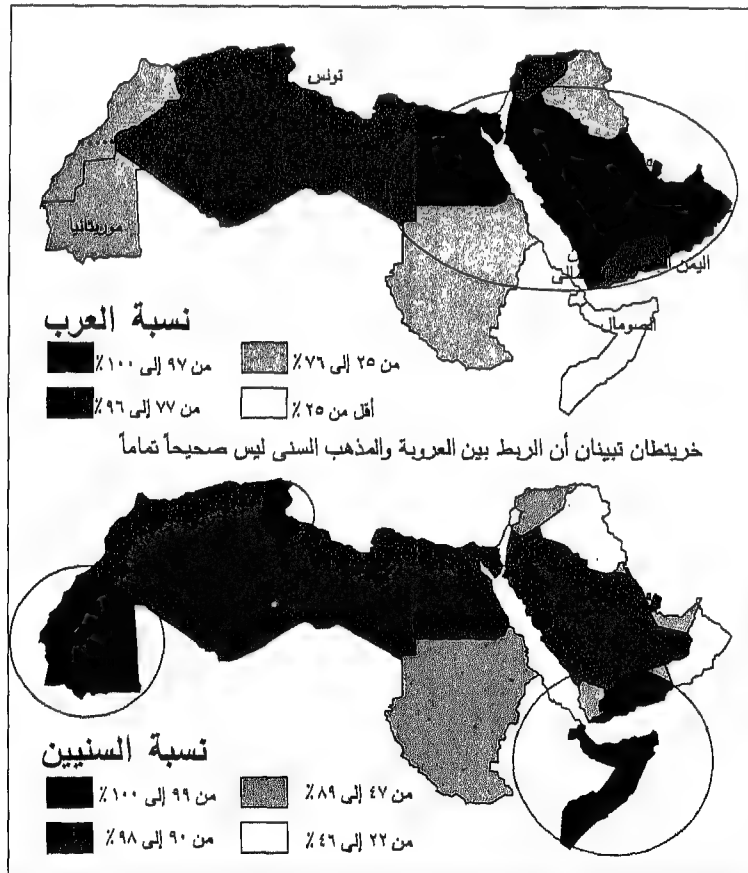 تونس
موريتانيا
اليمن
الصومال
نسبة العرب
من ٩٧ إلى ١٠٠ ٪
من ٢٥ إلى ٧٦ ٪
من ٧٧ إلى ٩٦ ٪
أقل من ٢٥ ٪
خريتطان تبينان أن الربط بين العروبة والمذهب السنى ليس صحيحاً تماماً
نسبة السنيين
من ٩٩ إلى ١٠٠ ٪
من ٤٧ إلى ٨٩ ٪
من ٩٠ إلى ٩٨ ٪
من ٢٢ إلى ٤٦ ٪